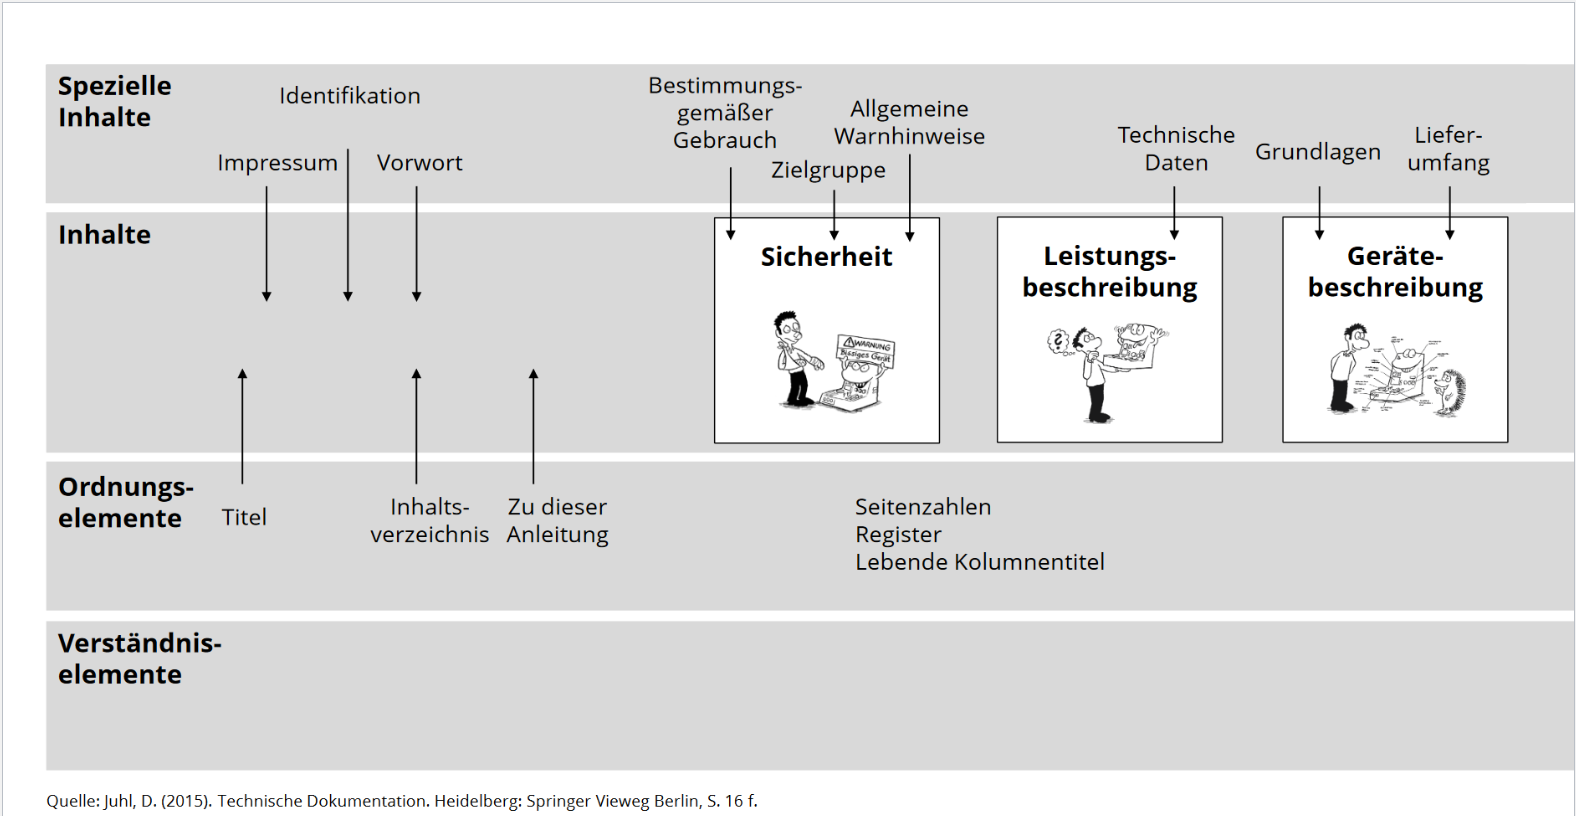 Spezielle
Inhalte
Identifikation
Impressum
Vorwort
Bestimmungs-
gemäßer
Gebrauch
Zielgruppe
Allgemeine
Warnhinweise
Technische
Daten
Grundlagen
Liefer-
umfang
Inhalte
Sicherheit
WARNUNG
Bissiges Gerät
Leistungs-
beschreibung
?
Geräte-
beschreibung
Ordnungs-
elemente
Titel
Inhalts-
verzeichnis
Zu dieser
Anleitung
Seitenzahlen
Register
Lebende Kolumnentitel
Verständnis-
elemente
Quelle: Juhl, D. (2015). Technische Dokumentation. Heidelberg: Springer Vieweg Berlin, S. 16 f.